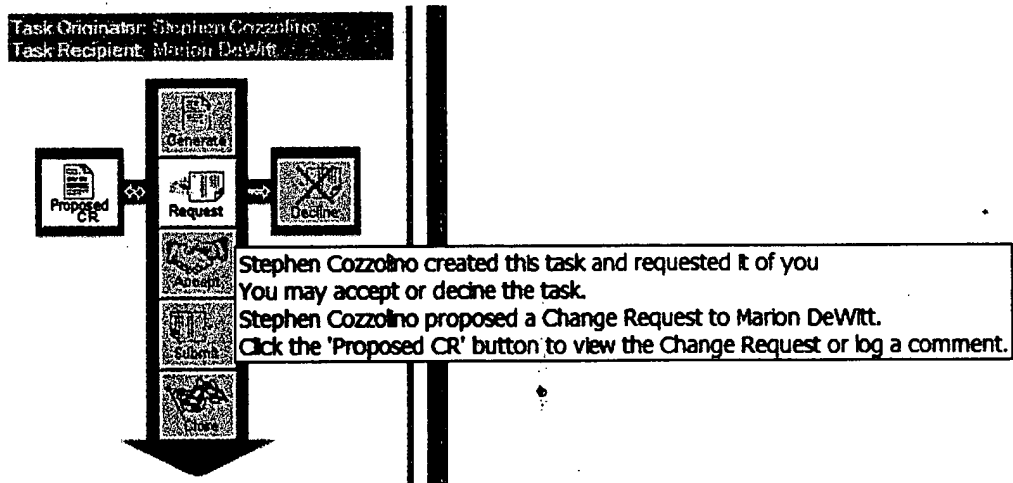 Task Originator: Stephen Cozzolino
Task Recipient: Marion DeWitt
Generate
Proposed
CR
Request
Decline
Accept
Stephen Cozzolino created this task and requested it of you
You may accept or decine the task.
Stephen Cozzolino proposed a Change Request to Marion DeWitt.
Click the 'Proposed CR' button to view the Change Request or log a comment.
Submit
Close